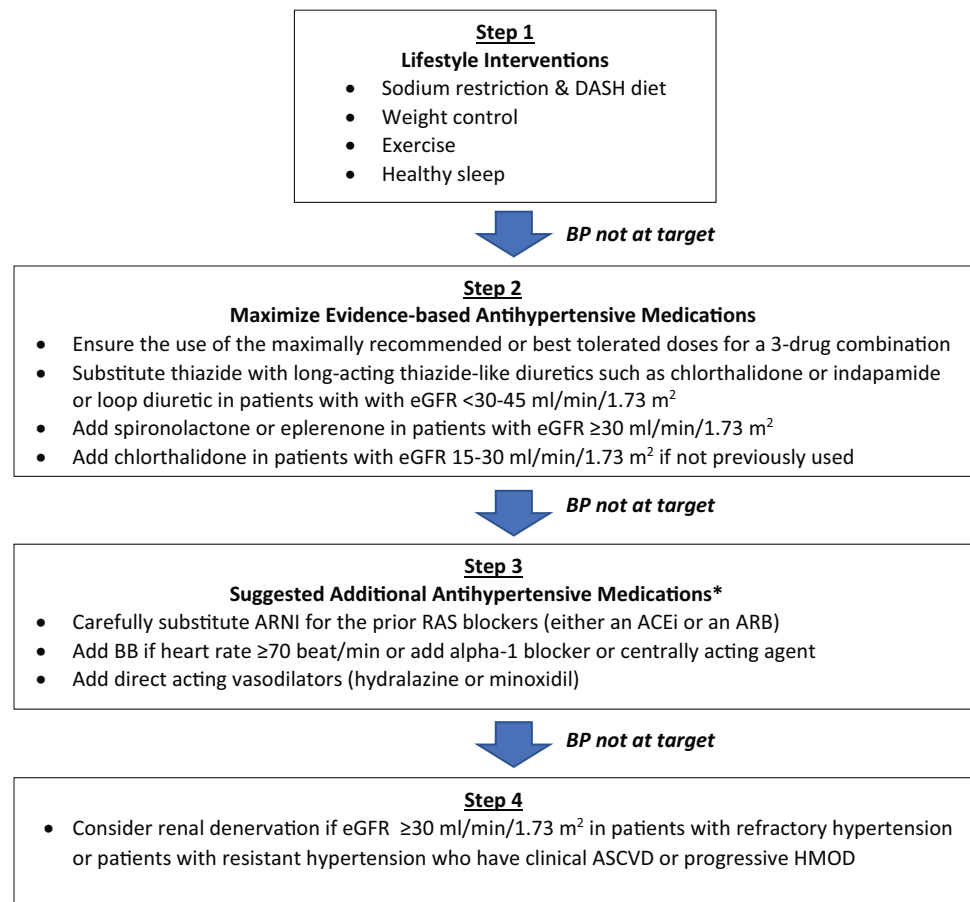 Step 1
Lifestyle Interventions
• Sodium restriction & DASH diet
• Weight control
• Exercise
• Healthy sleep
BP not at target
Step 2
Maximize Evidence-based Antihypertensive Medications
• Ensure the use of the maximally recommended or best tolerated doses for a 3-drug combination
• Substitute thiazide with long-acting thiazide-like diuretics such as chlorthalidone or indapamide
or loop diuretic in patients with with eGFR <30-45 ml/min/1.73 m²
• Add spironolactone or eplerenone in patients with eGFR ≥30 ml/min/1.73 m²
• Add chlorthalidone in patients with eGFR 15-30 ml/min/1.73 m² if not previously used
BP not at target
Step 3
Suggested Additional Antihypertensive Medications*
• Carefully substitute ARNI for the prior RAS blockers (either an ACEi or an ARB)
• Add BB if heart rate ≥70 beat/min or add alpha-1 blocker or centrally acting agent
• Add direct acting vasodilators (hydralazine or minoxidil)
BP not at target
Step 4
• Consider renal denervation if eGFR ≥30 ml/min/1.73 m² in patients with refractory hypertension
or patients with resistant hypertension who have clinical ASCVD or progressive HMOD